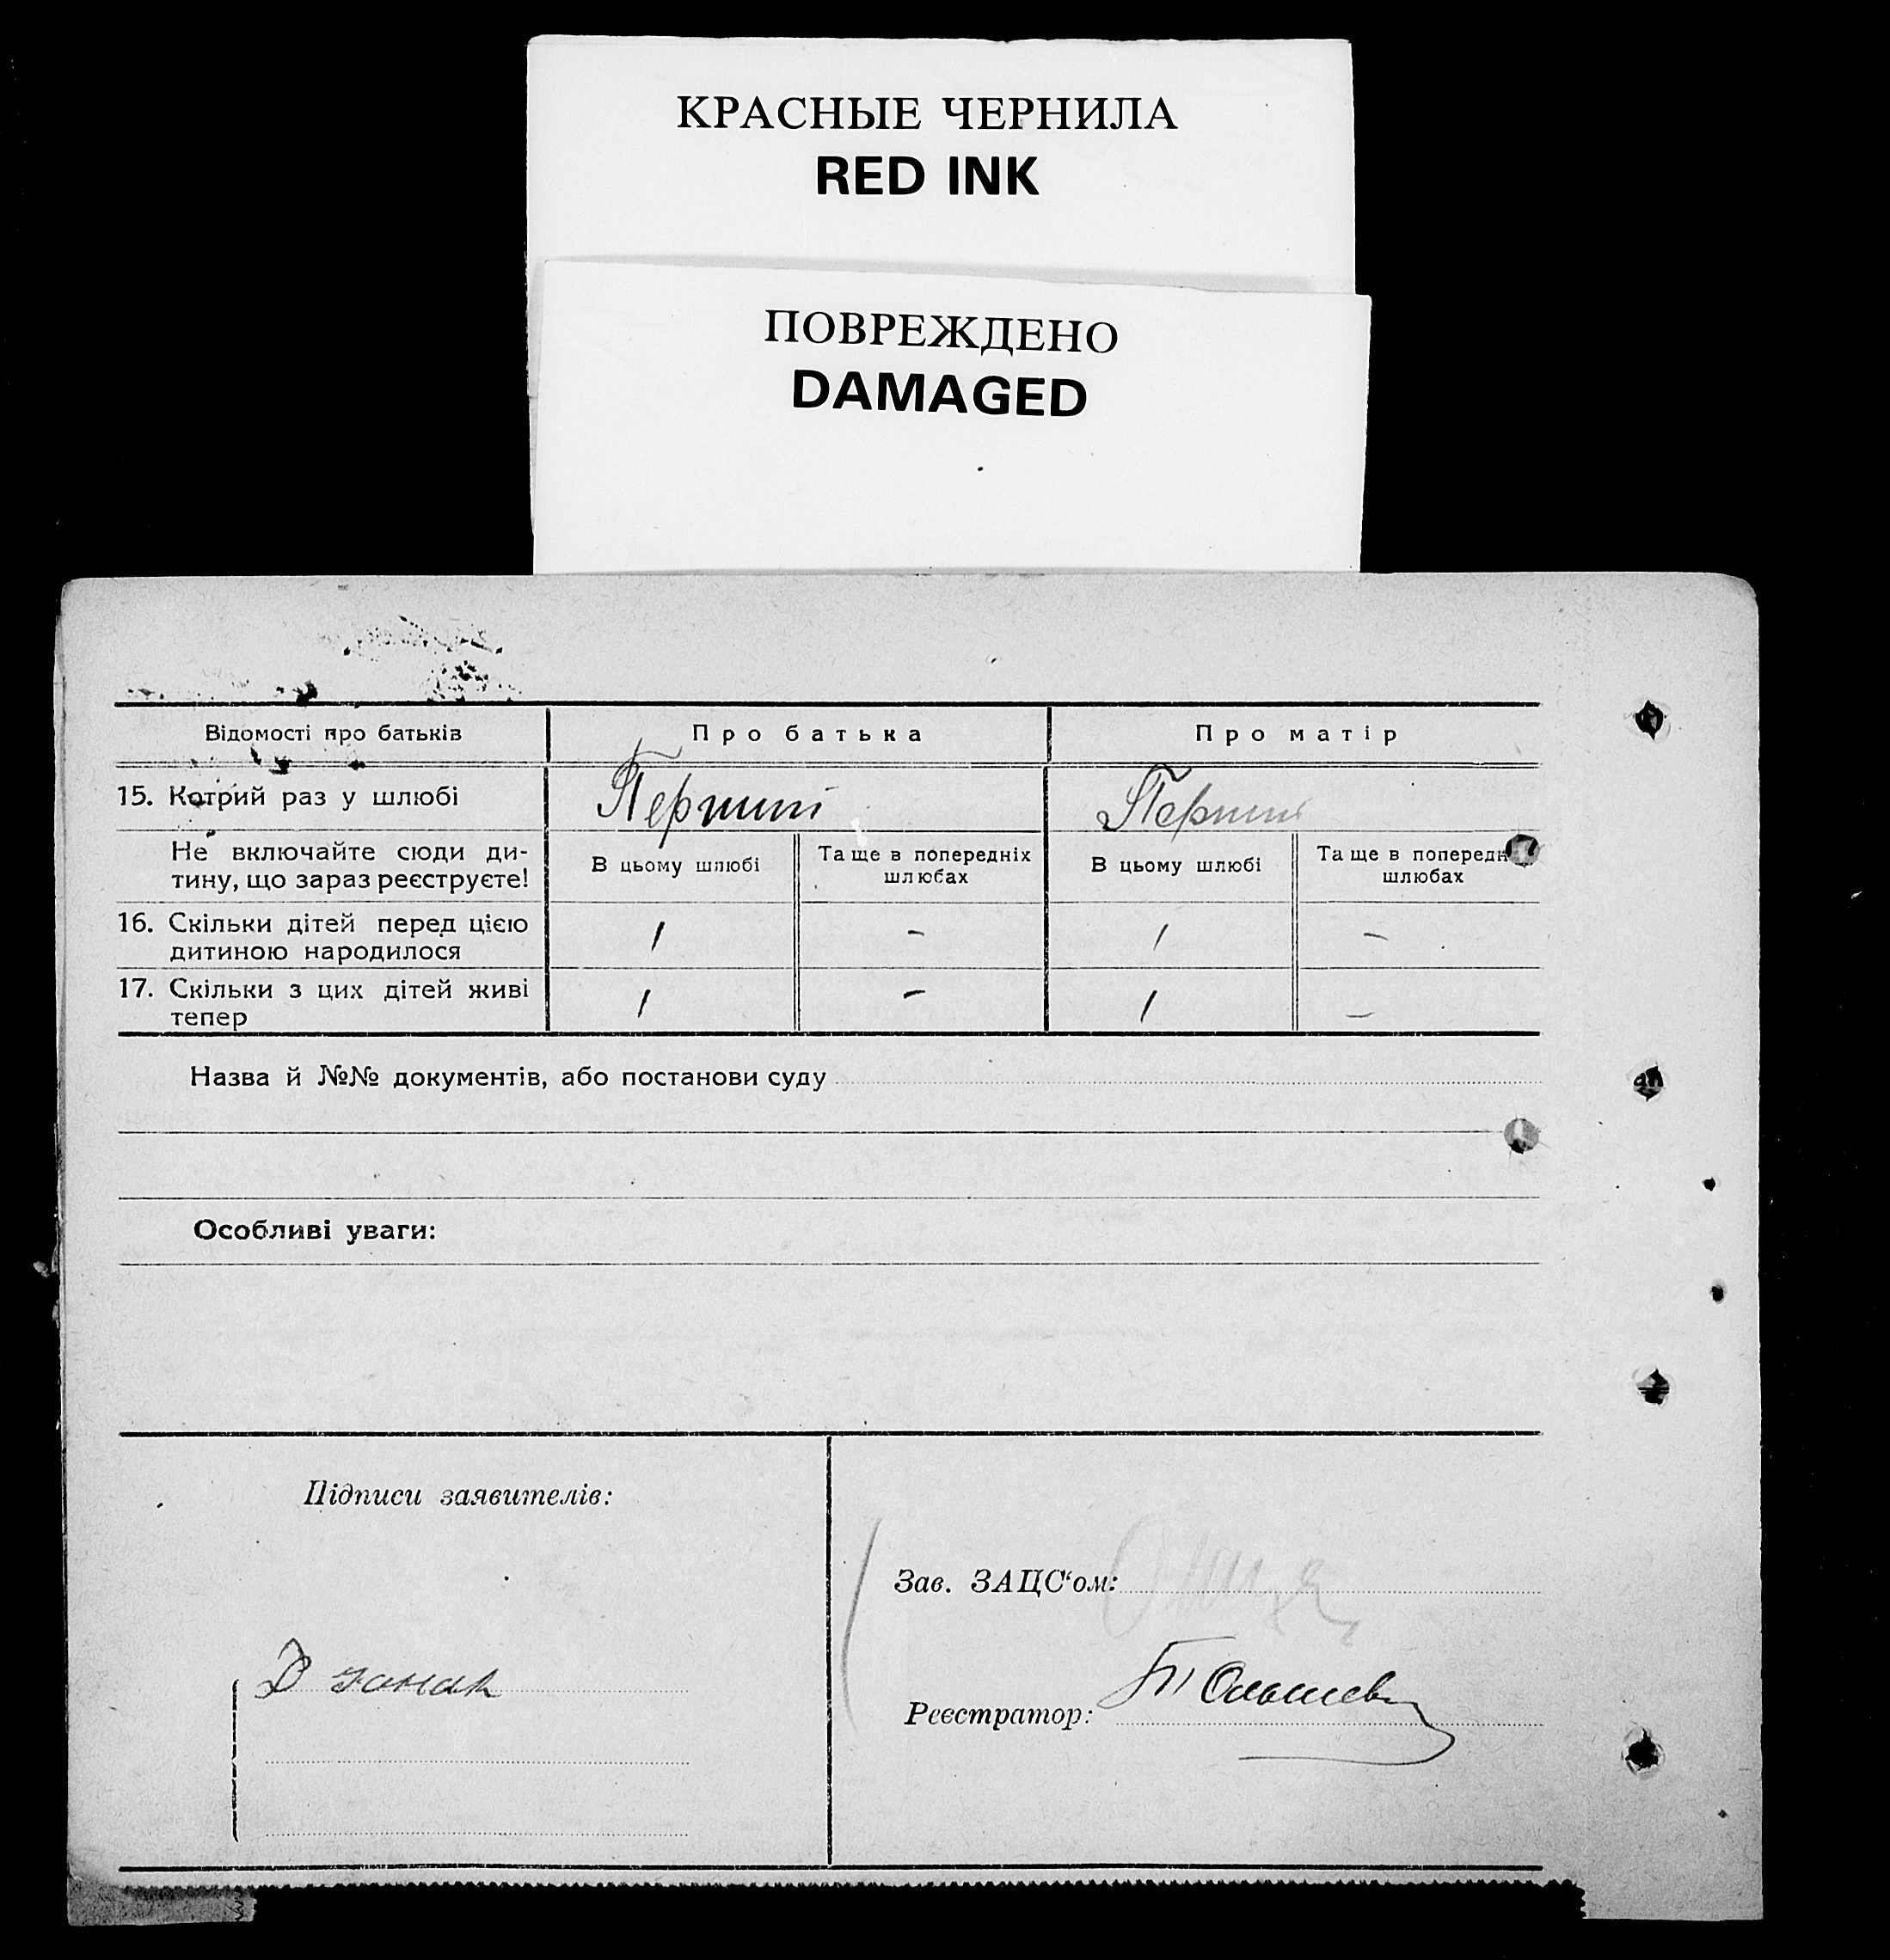 КРАСНЫЕ ЧЕРНИЛА
RED INK
ПОВРЕЖДЕНО
DAMAGED
Відомості про батьків Про батька Про матір
15. Котрий раз у шлюбі Перший Перший
Не включайте сюди ди-
тину, що зараз реєструєте!
В цьому шлюбі
Та ще в попередніх
шлюбах
В цьому шлюбі
Та ще в попередн
шлюбах
16. Скільки дітей перед цією
дитиною народилося
1 - 1 -
17. Скільки з цих дітей живі
тепер
1 - 1 -
Назва й №№ документів, або постанови суду
Особливі уваги:
Підписи заявителів:
Зав. ЗАЦС‘ом:
Реєстратор: